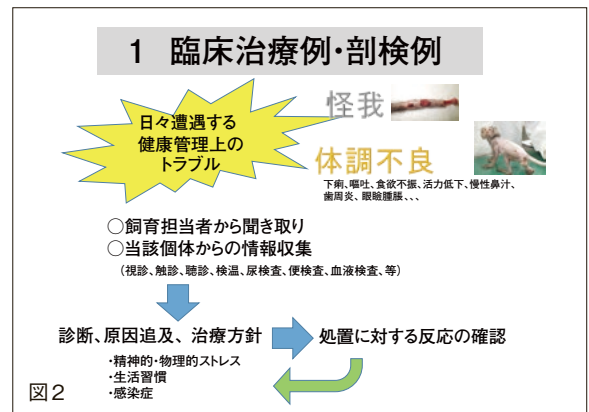 1 臨床治療例・剖検例
日々遭遇する
健康管理上の
トラブル
怪我
体調不良
下痢、嘔吐、食欲不振、活力低下、慢性鼻汁、
歯周炎、眼瞼腫脹、、、
○飼育担当者から聞き取り
○当該個体からの情報収集
（視診、触診、聴診、検温、尿検査、便検査、血液検査、等）
診断、原因追及、治療方針
処置に対する反応の確認
・精神的・物理的ストレス
・生活習慣
・感染症
図2